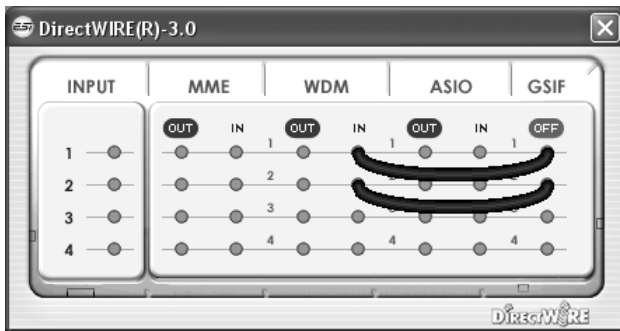 ESI DirectWIRE(R)-3.0
INPUT MME WDM ASIO GSIF
OUT IN OUT IN OUT IN OFF
1 1 1 1
2 2
3 3
4 4 4 4
DirectWIRE